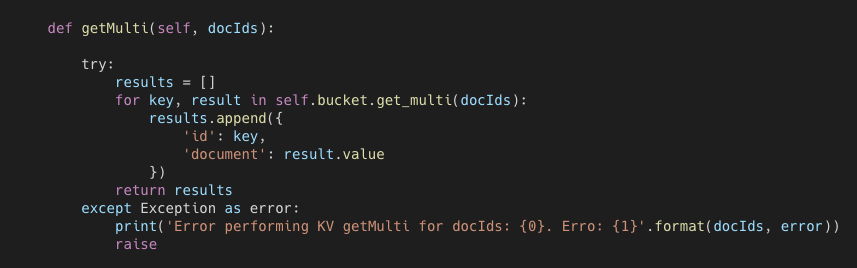 def getMulti(self, docIds):
try:
results = []
for key, result in self.bucket.get_multi(docIds):
results.append({
'id': key,
'document': result.value
})
return results
except Exception as error:
print('Error performing KV getMulti for docIds: {0}. Erro: {1}'.format(docIds, error))
raise